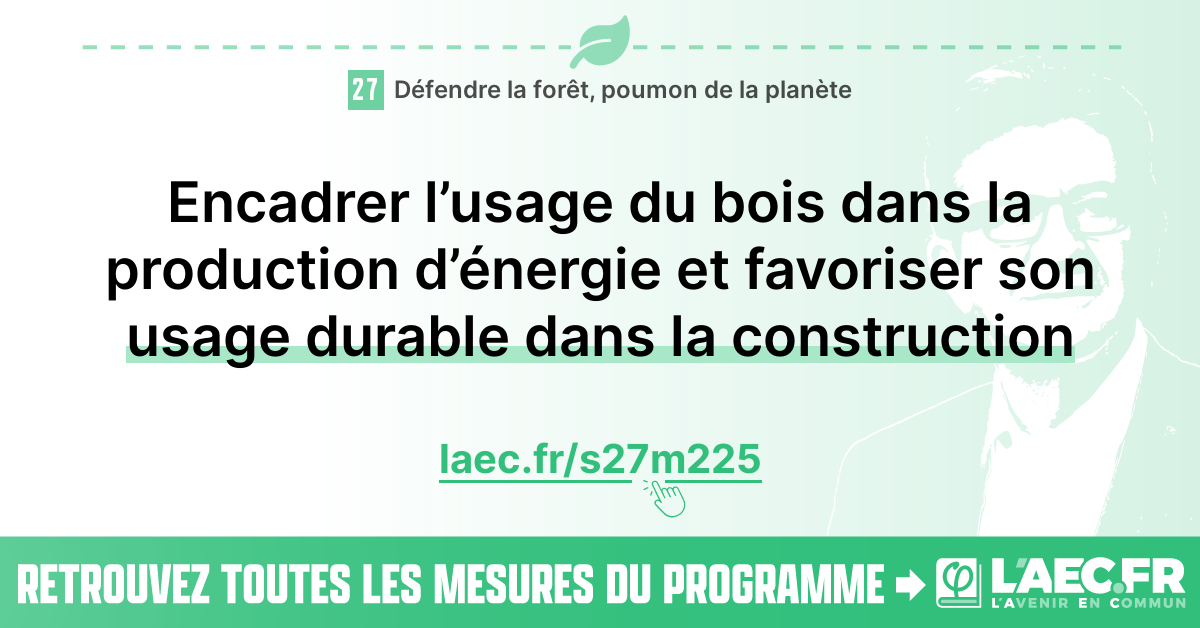 27 Défendre la forêt, poumon de la planète
Encadrer l’usage du bois dans la
production d’énergie et favoriser son
usage durable dans la construction
laec.fr/s27m225
RETROUVEZ TOUTES LES MESURES DU PROGRAMME
φ L'AEC.FR
L'AVENIR EN COMMUN